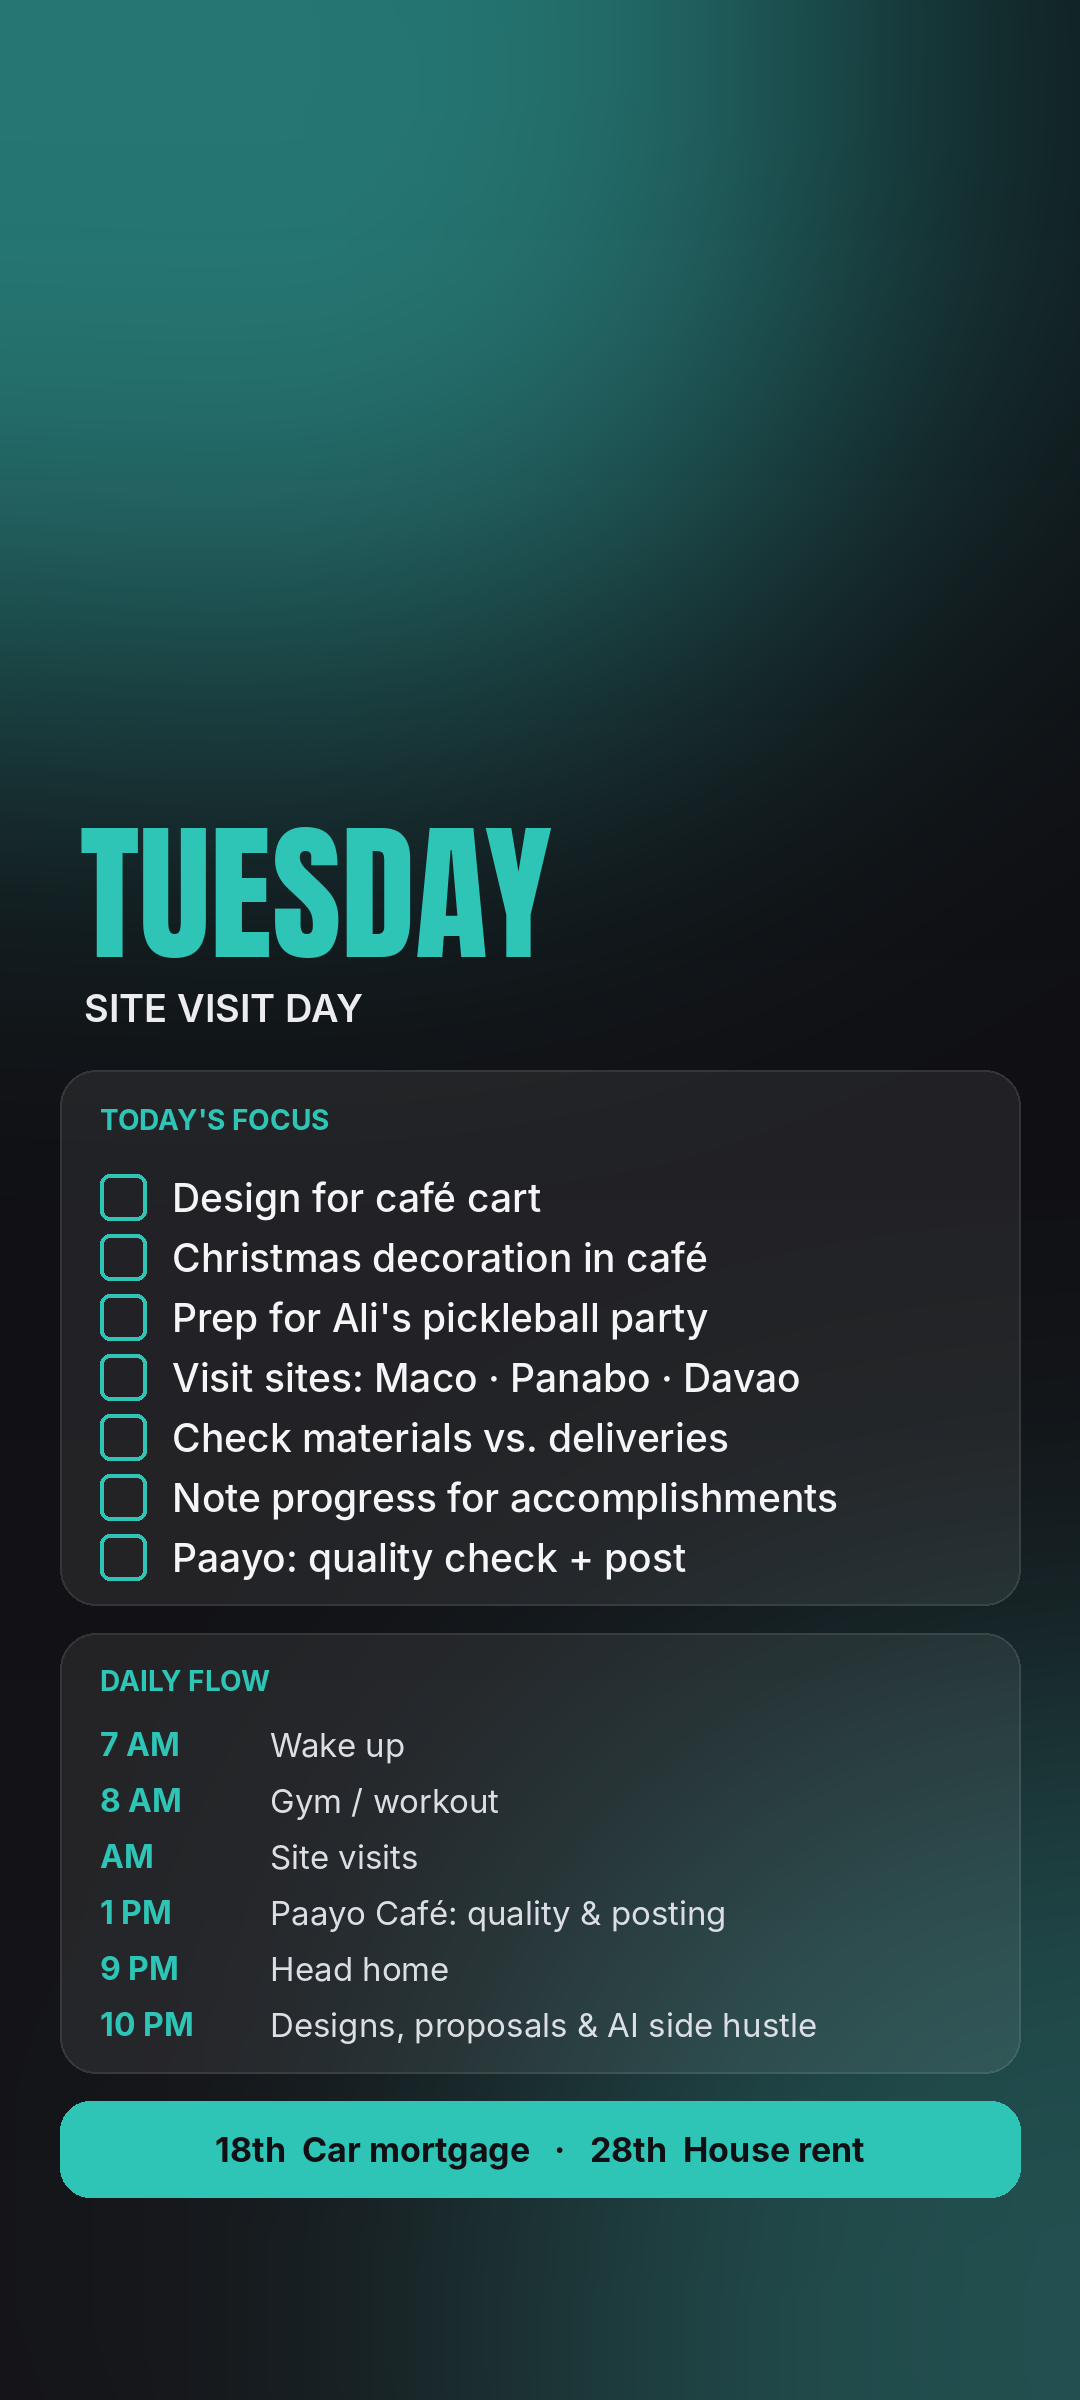 TUESDAY
SITE VISIT DAY
TODAY'S FOCUS
Design for café cart
Christmas decoration in café
Prep for Ali's pickleball party
Visit sites: Maco · Panabo · Davao
Check materials vs. deliveries
Note progress for accomplishments
Paayo: quality check + post
DAILY FLOW
7 AM Wake up
8 AM Gym / workout
AM Site visits
1 PM Paayo Café: quality & posting
9 PM Head home
10 PM Designs, proposals & AI side hustle
18th Car mortgage · 28th House rent